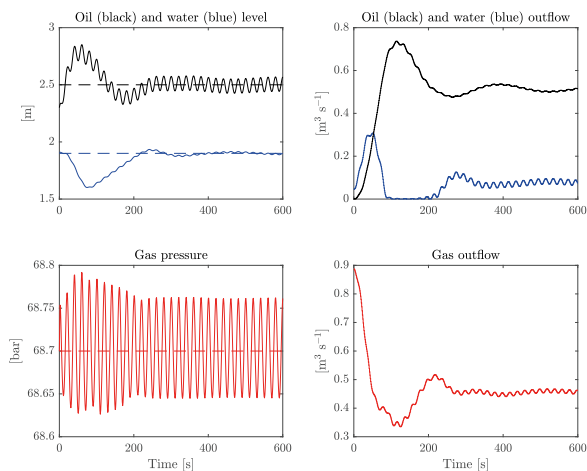 Oil (black) and water (blue) level
3
2.5
2
1.5
[m]
0 200 400 600
Oil (black) and water (blue) outflow
0.8
0.6
0.4
0.2
0
[m³ s⁻¹]
0 200 400 600
Gas pressure
68.8
68.75
68.7
68.65
68.6
[bar]
0 200 400 600
Time [s]
Gas outflow
0.9
0.8
0.7
0.6
0.5
0.4
0.3
[m³ s⁻¹]
0 200 400 600
Time [s]